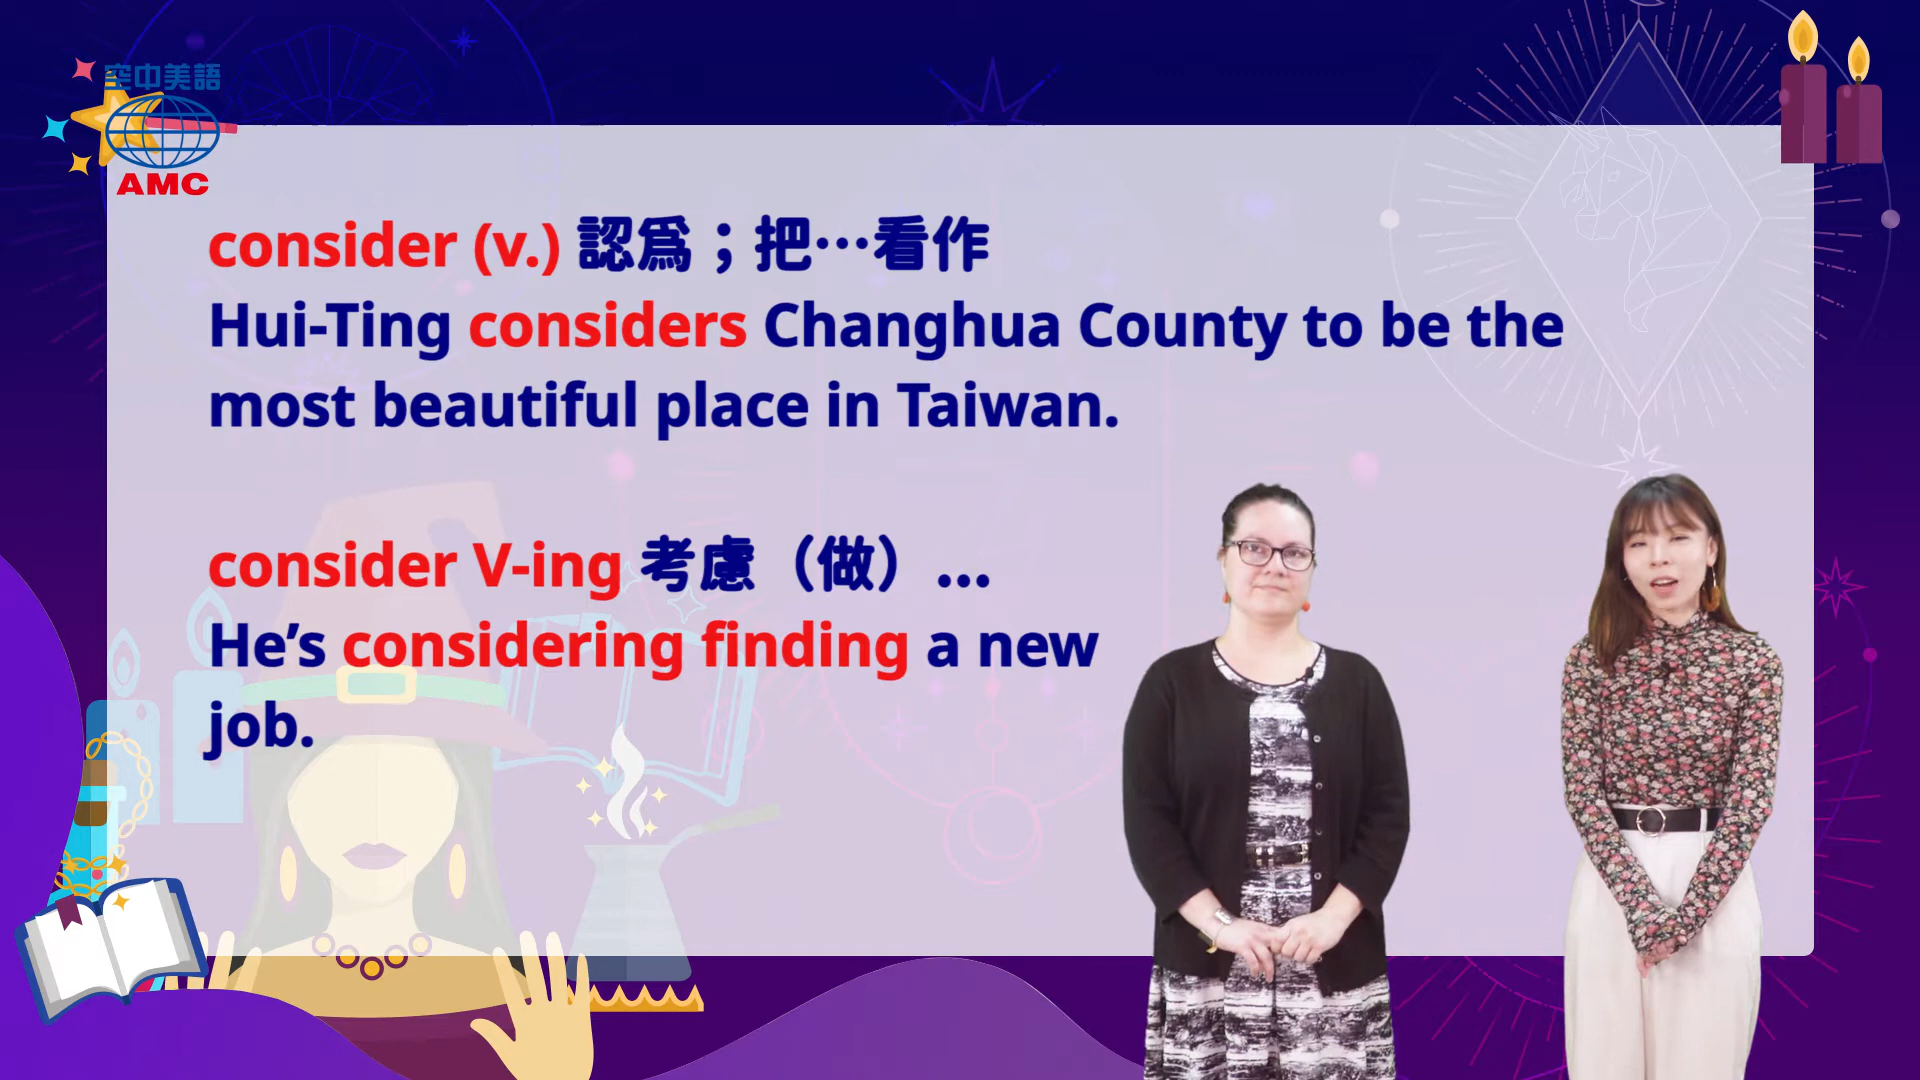 空中美語
AMC
consider (v.) 認爲；把…看作
Hui-Ting considers Changhua County to be the
most beautiful place in Taiwan.
consider V-ing 考慮（做）...
He’s considering finding a new
job.